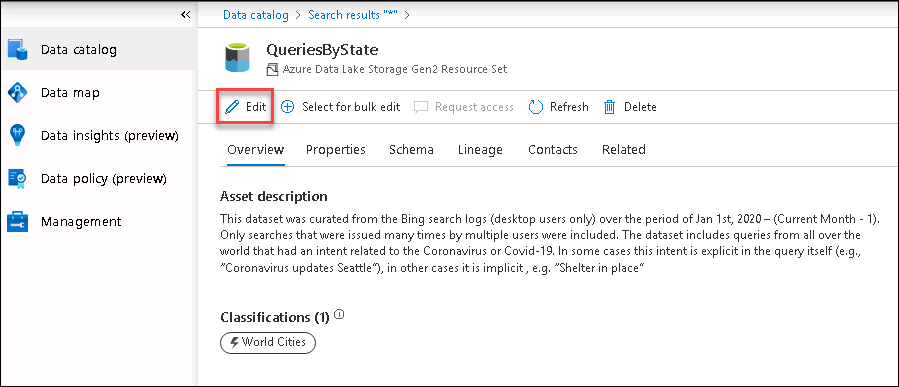 «
Data catalog > Search results "*" >
Data catalog
Data map
Data insights (preview)
Data policy (preview)
Management
QueriesByState
Azure Data Lake Storage Gen2 Resource Set
Edit Select for bulk edit Request access Refresh Delete
Overview Properties Schema Lineage Contacts Related
Asset description
This dataset was curated from the Bing search logs (desktop users only) over the period of Jan 1st, 2020 – (Current Month - 1).
Only searches that were issued many times by multiple users were included. The dataset includes queries from all over the
world that had an intent related to the Coronavirus or Covid-19. In some cases this intent is explicit in the query itself (e.g.,
"Coronavirus updates Seattle"), in other cases it is implicit , e.g. "Shelter in place"
Classifications (1)
World Cities